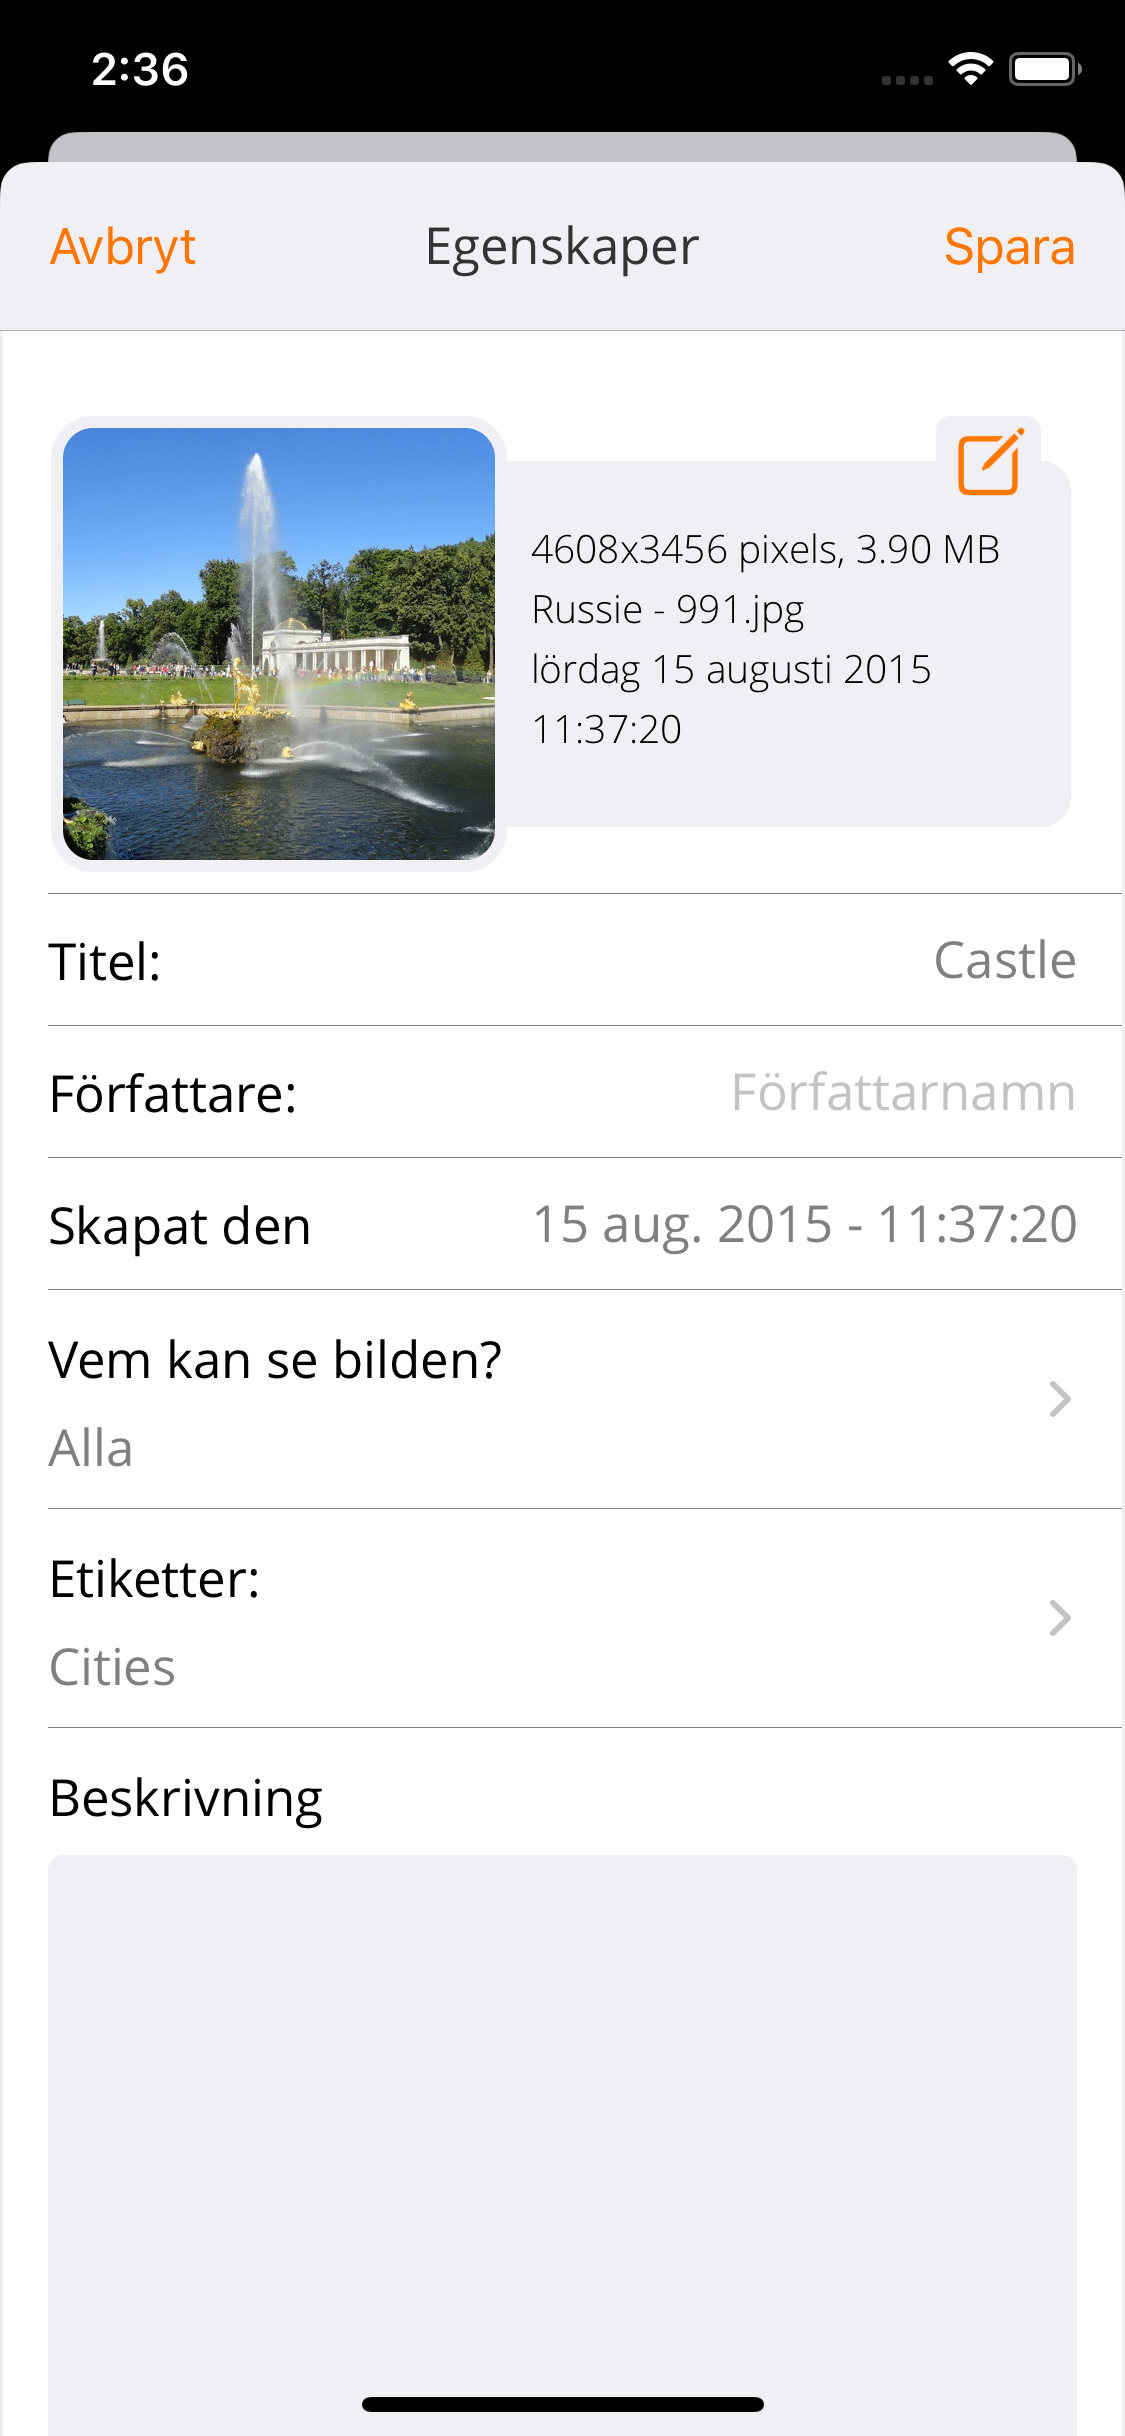 2:36
Avbryt
Egenskaper
Spara
4608x3456 pixels, 3.90 MB
Russie - 991.jpg
lördag 15 augusti 2015
11:37:20
Titel:
Castle
Författare:
Författarnamn
Skapat den
15 aug. 2015 - 11:37:20
Vem kan se bilden?
Alla
Etiketter:
Cities
Beskrivning